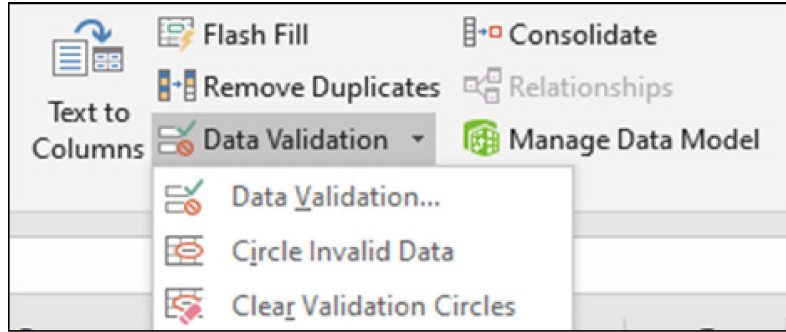 Text to
Columns
Flash Fill
Remove Duplicates
Data Validation
Consolidate
Relationships
Manage Data Model
Data Validation...
Circle Invalid Data
Clear Validation Circles